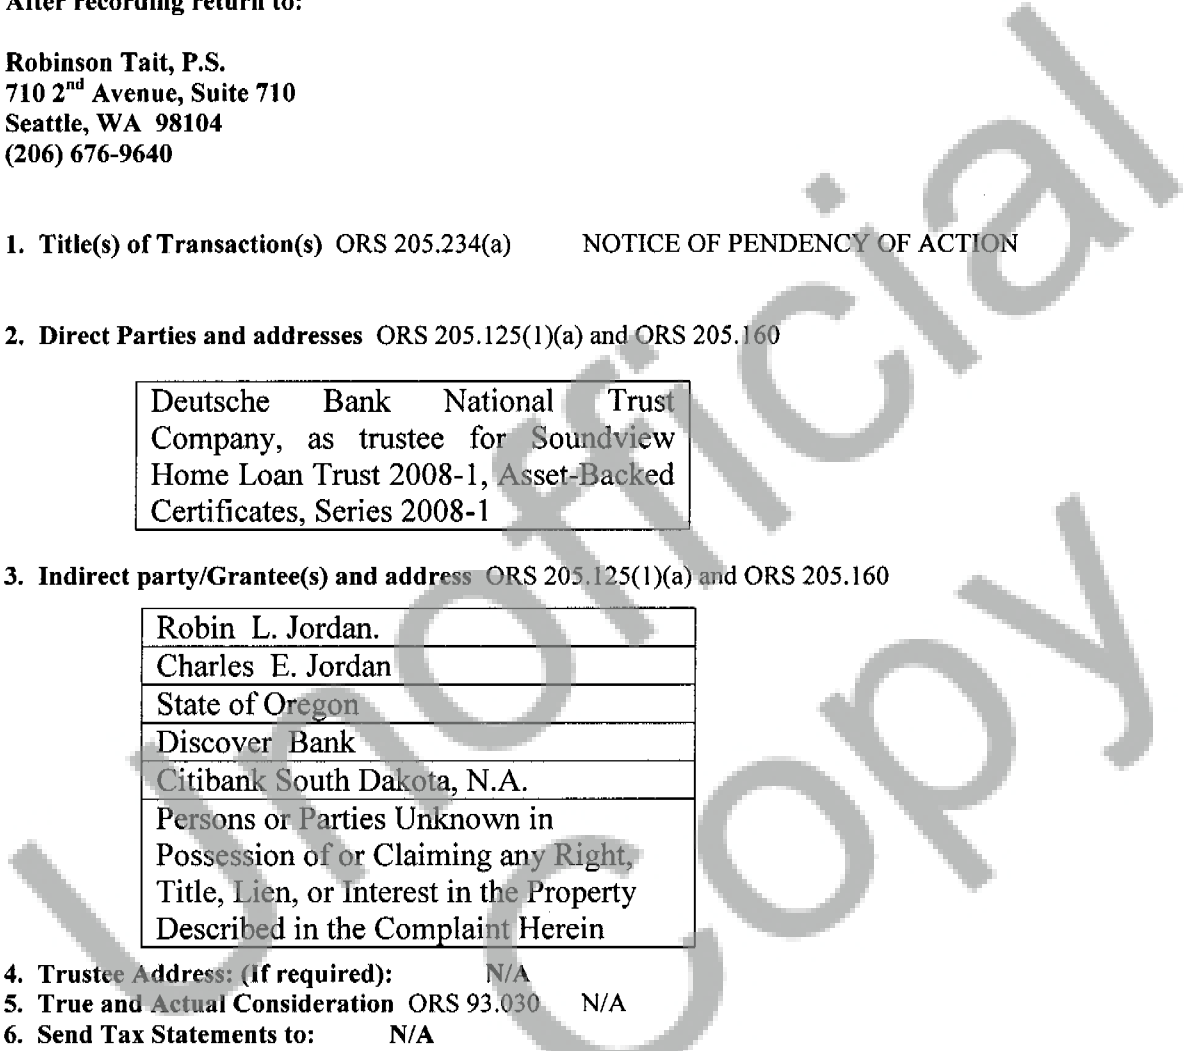 After recording return to:
Robinson Tait, P.S.
710 2nd Avenue, Suite 710
Seattle, WA 98104
(206) 676-9640
1. Title(s) of Transaction(s) ORS 205.234(a) NOTICE OF PENDENCY OF ACTION
2. Direct Parties and addresses ORS 205.125(1)(a) and ORS 205.160
Deutsche Bank National Trust
Company, as trustee for Soundview
Home Loan Trust 2008-1, Asset-Backed
Certificates, Series 2008-1
3. Indirect party/Grantee(s) and address ORS 205.125(1)(a) and ORS 205.160
Robin L. Jordan.
Charles E. Jordan
State of Oregon
Discover Bank
Citibank South Dakota, N.A.
Persons or Parties Unknown in
Possession of or Claiming any Right,
Title, Lien, or Interest in the Property
Described in the Complaint Herein
4. Trustee Address: (If required): N/A
5. True and Actual Consideration ORS 93.030 N/A
6. Send Tax Statements to: N/A
Unofficial
Copy